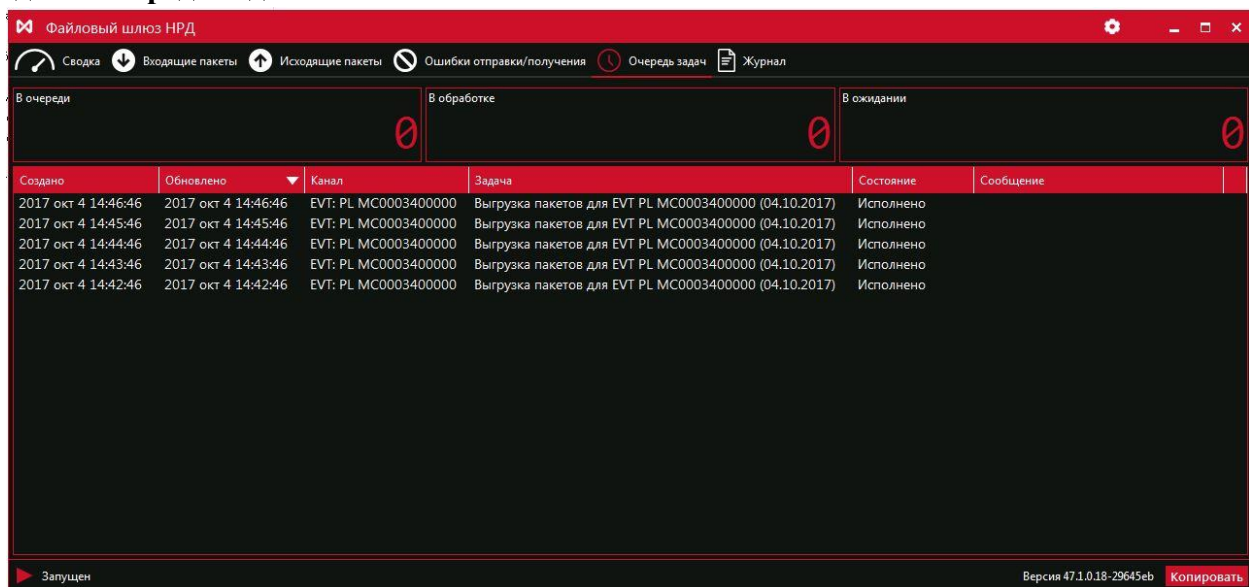 Файловый шлюз НРД
Сводка Входящие пакеты Исходящие пакеты Ошибки отправки/получения Очередь задач Журнал
В очереди В обработке В ожидании
0 0 0
Создано Обновлено Канал Задача Состояние Сообщение
2017 окт 4 14:46:46 2017 окт 4 14:46:46 EVT: PL MC0003400000 Выгрузка пакетов для EVT PL MC0003400000 (04.10.2017) Исполнено
2017 окт 4 14:45:46 2017 окт 4 14:45:46 EVT: PL MC0003400000 Выгрузка пакетов для EVT PL MC0003400000 (04.10.2017) Исполнено
2017 окт 4 14:44:46 2017 окт 4 14:44:46 EVT: PL MC0003400000 Выгрузка пакетов для EVT PL MC0003400000 (04.10.2017) Исполнено
2017 окт 4 14:43:46 2017 окт 4 14:43:46 EVT: PL MC0003400000 Выгрузка пакетов для EVT PL MC0003400000 (04.10.2017) Исполнено
2017 окт 4 14:42:46 2017 окт 4 14:42:46 EVT: PL MC0003400000 Выгрузка пакетов для EVT PL MC0003400000 (04.10.2017) Исполнено
Запущен Версия 47.1.0.18-29645eb Копировать